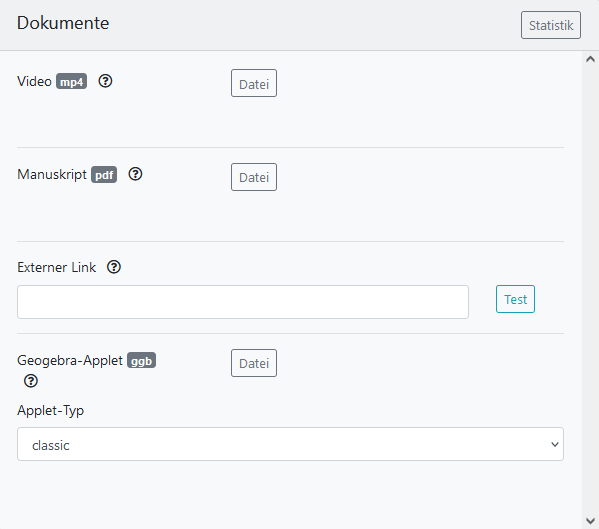 Dokumente
Statistik
Video mp4
Datei
Manuskript pdf
Datei
Externer Link
Test
Geogebra-Applet ggb
Datei
Applet-Typ
classic